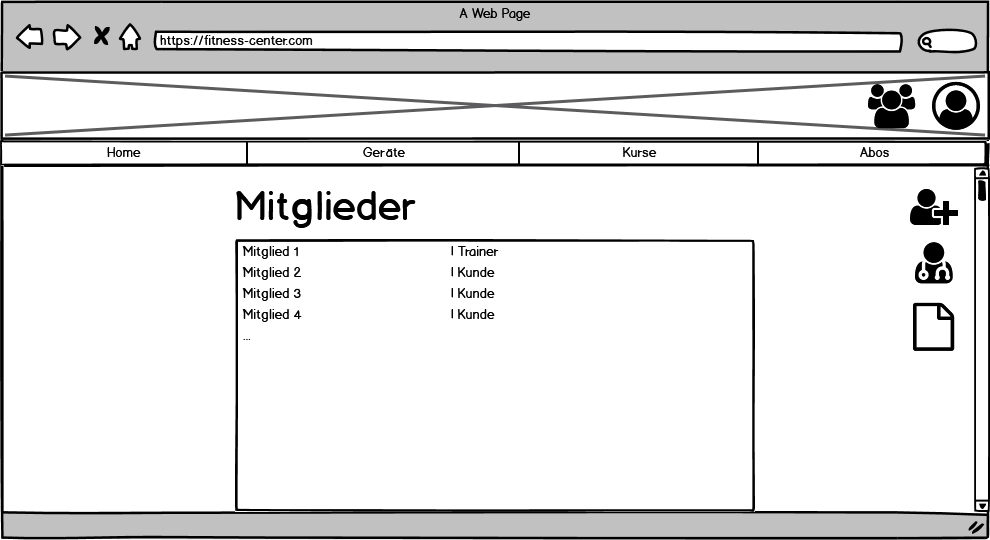 A Web Page
https://fitness-center.com
Home Geräte Kurse Abos
Mitglieder
Mitglied 1 | Trainer
Mitglied 2 | Kunde
Mitglied 3 | Kunde
Mitglied 4 | Kunde
...